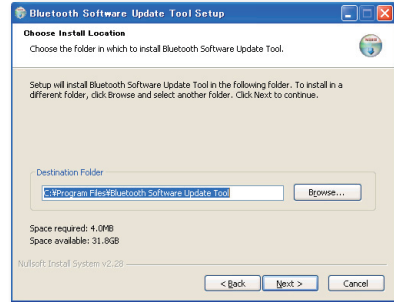 Bluetooth Software Update Tool Setup
Choose Install Location
Choose the folder in which to install Bluetooth Software Update Tool.
Setup will install Bluetooth Software Update Tool in the following folder. To install in a
different folder, click Browse and select another folder. Click Next to continue.
Destination Folder
C:¥Program Files¥Bluetooth Software Update Tool
Browse...
Space required: 4.0MB
Space available: 31.8GB
Nullsoft Install System v2.28
< Back Next > Cancel